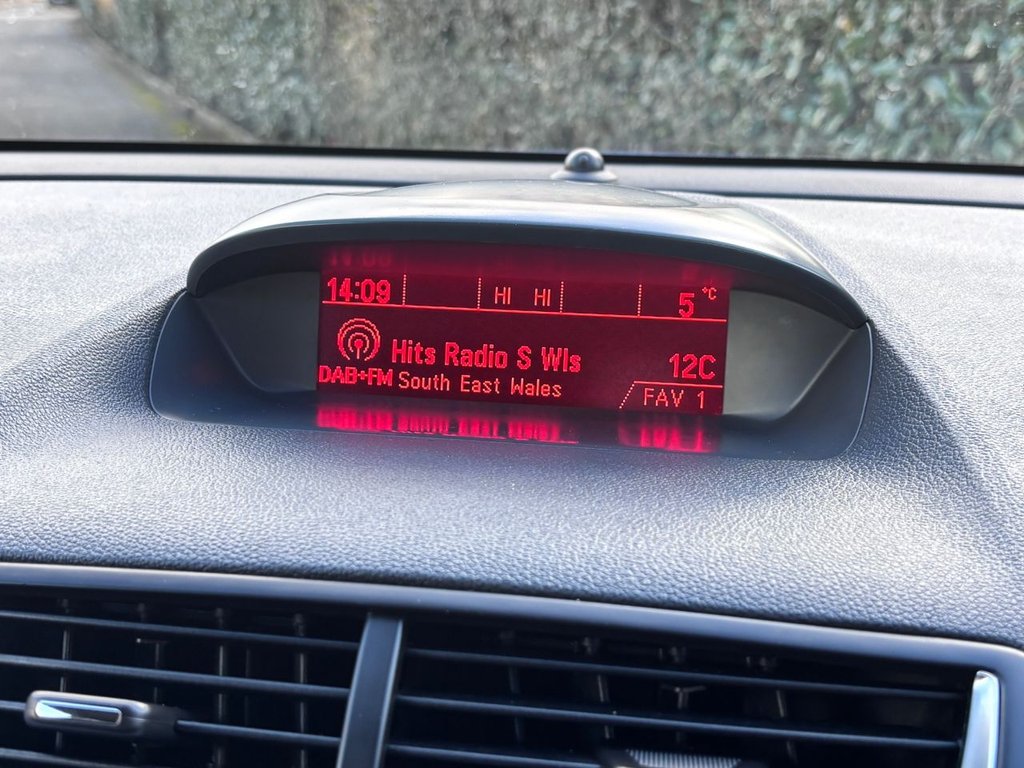 14:09 HI HI 5 °C
Hits Radio S Wls 12C
DAB+FM South East Wales FAV 1